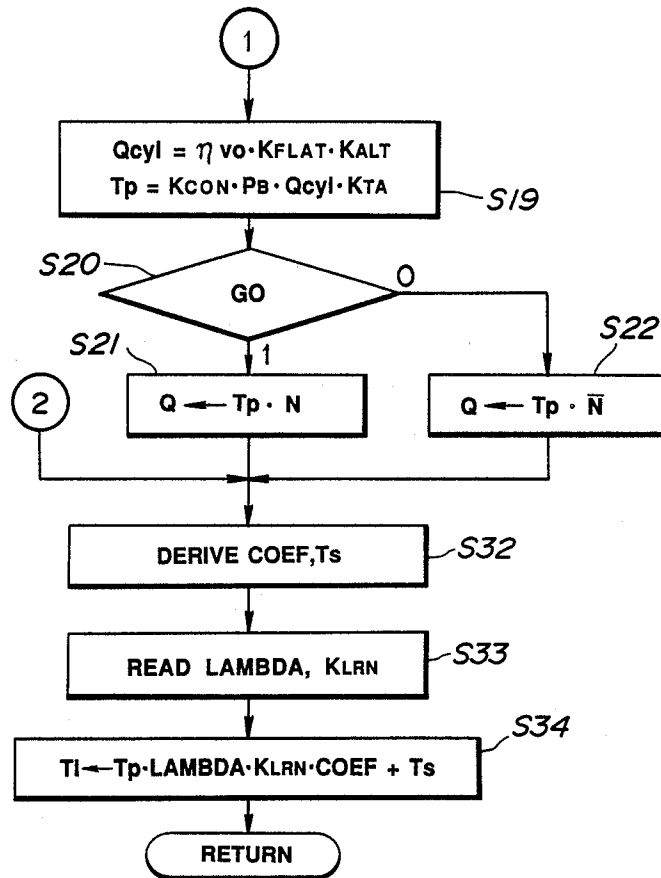 1
Qcyl = η vo·KFLAT·KALT
Tp = KCON·PB·Qcyl·KTA
S19
S20
GO
0
1
S21
Q ← Tp · N
S22
Q ← Tp · N̅
2
DERIVE COEF,Ts
S32
READ LAMBDA, KLRN
S33
TI←Tp·LAMBDA·KLRN·COEF + Ts
S34
RETURN